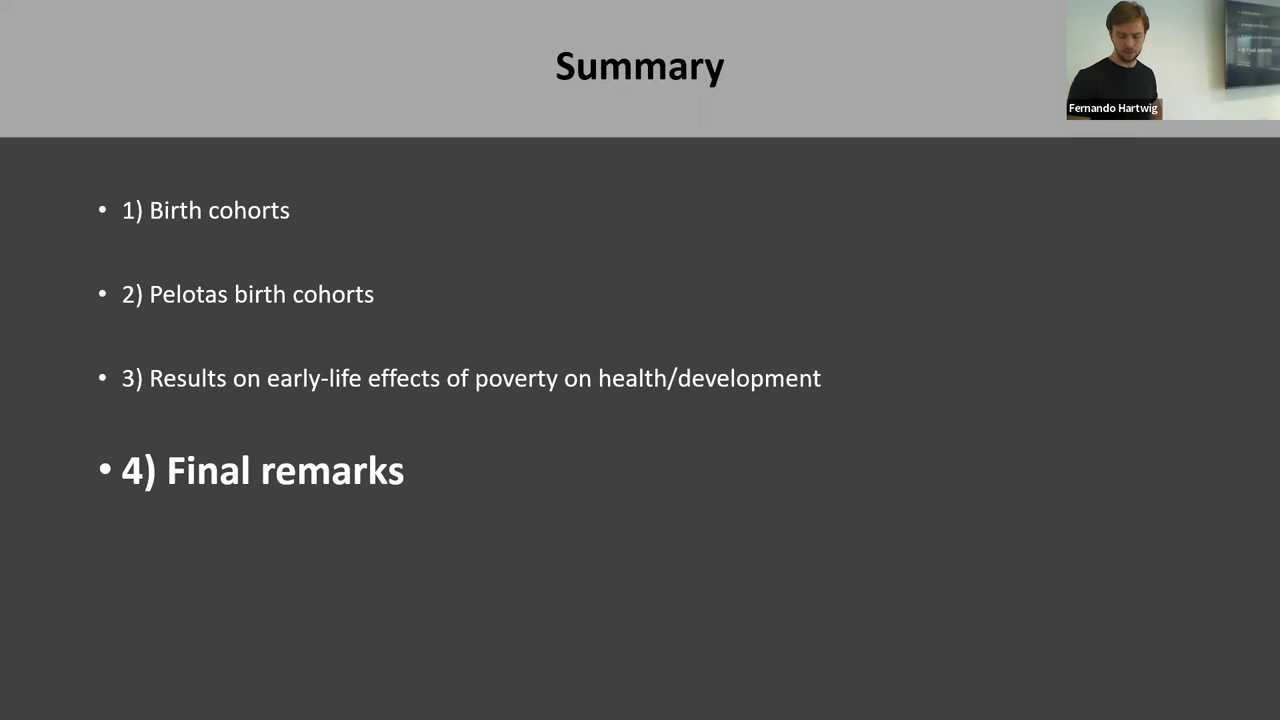 Summary
Fernando Hartwig
• 1) Birth cohorts
• 2) Pelotas birth cohorts
• 3) Results on early-life effects of poverty on health/development
• 4) Final remarks